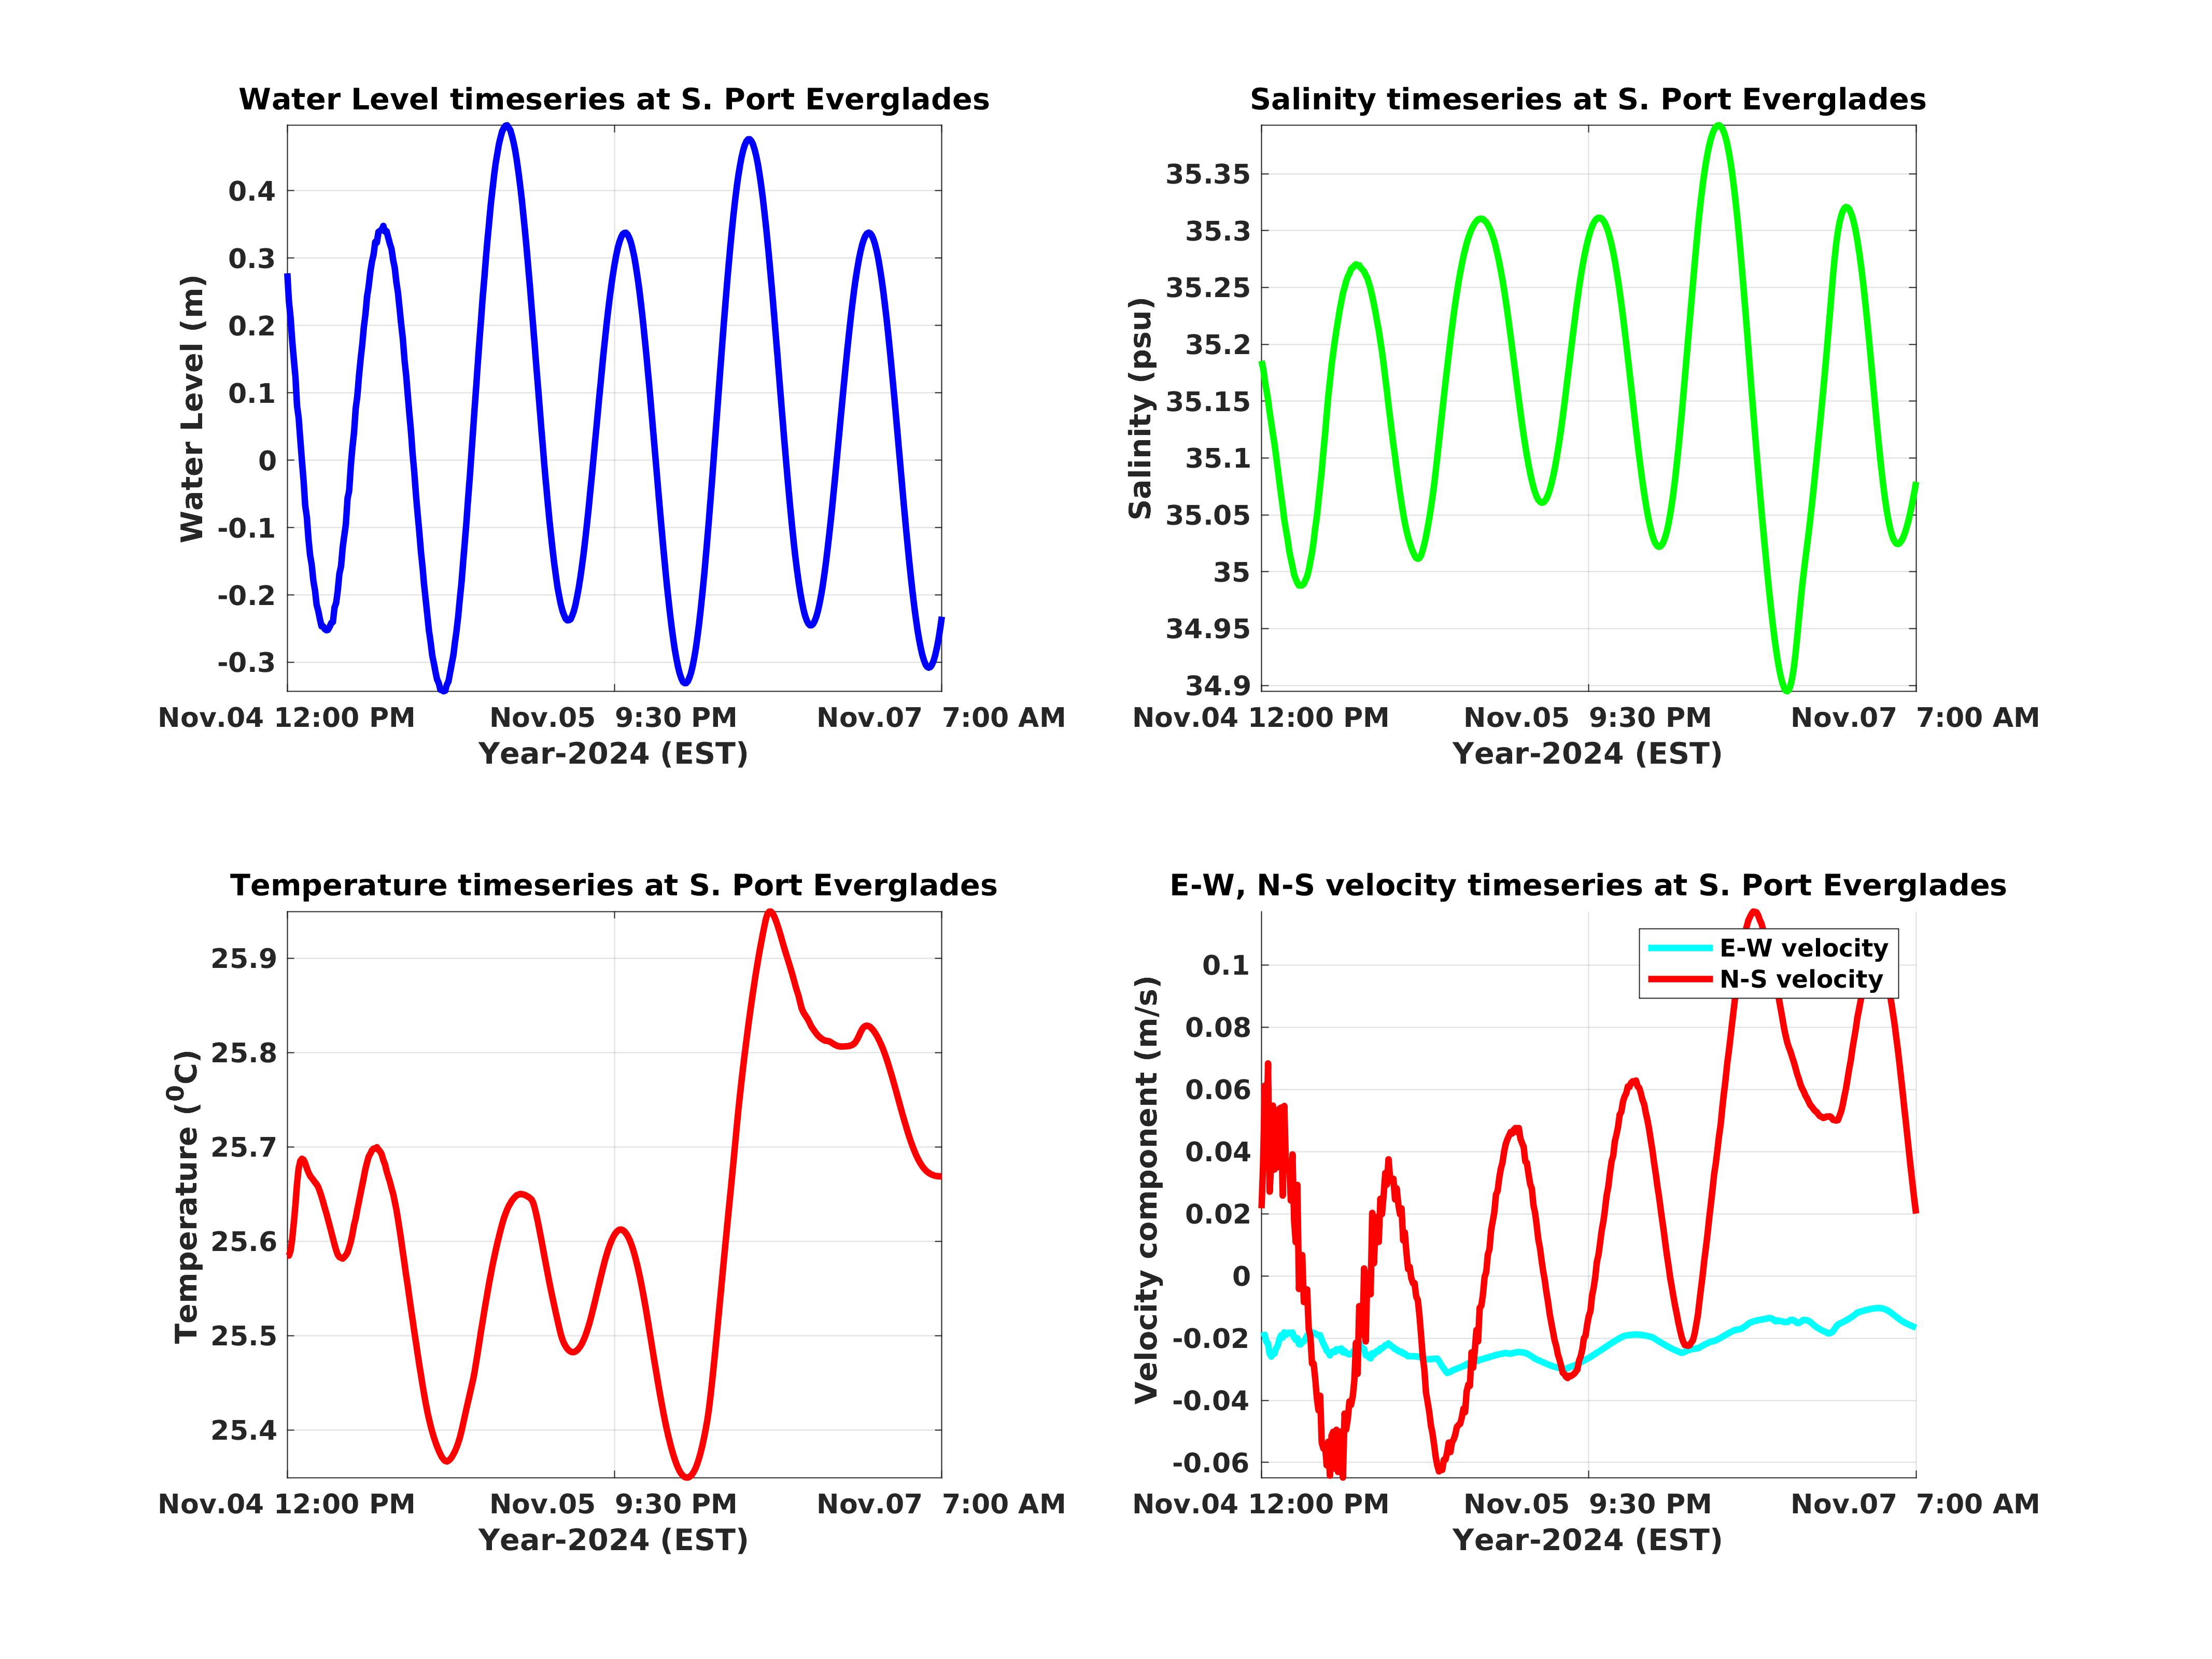 Water Level timeseries at S. Port Everglades
Water Level (m)
0.4
0.3
0.2
0.1
0
-0.1
-0.2
-0.3
Nov.04 12:00 PM Nov.05 9:30 PM Nov.07 7:00 AM
Year-2024 (EST)
Salinity timeseries at S. Port Everglades
Salinity (psu)
35.35
35.3
35.25
35.2
35.15
35.1
35.05
35
34.95
34.9
Nov.04 12:00 PM Nov.05 9:30 PM Nov.07 7:00 AM
Year-2024 (EST)
Temperature timeseries at S. Port Everglades
Temperature (⁰C)
25.9
25.8
25.7
25.6
25.5
25.4
Nov.04 12:00 PM Nov.05 9:30 PM Nov.07 7:00 AM
Year-2024 (EST)
E-W, N-S velocity timeseries at S. Port Everglades
E-W velocity
N-S velocity
Velocity component (m/s)
0.1
0.08
0.06
0.04
0.02
0
-0.02
-0.04
-0.06
Nov.04 12:00 PM Nov.05 9:30 PM Nov.07 7:00 AM
Year-2024 (EST)